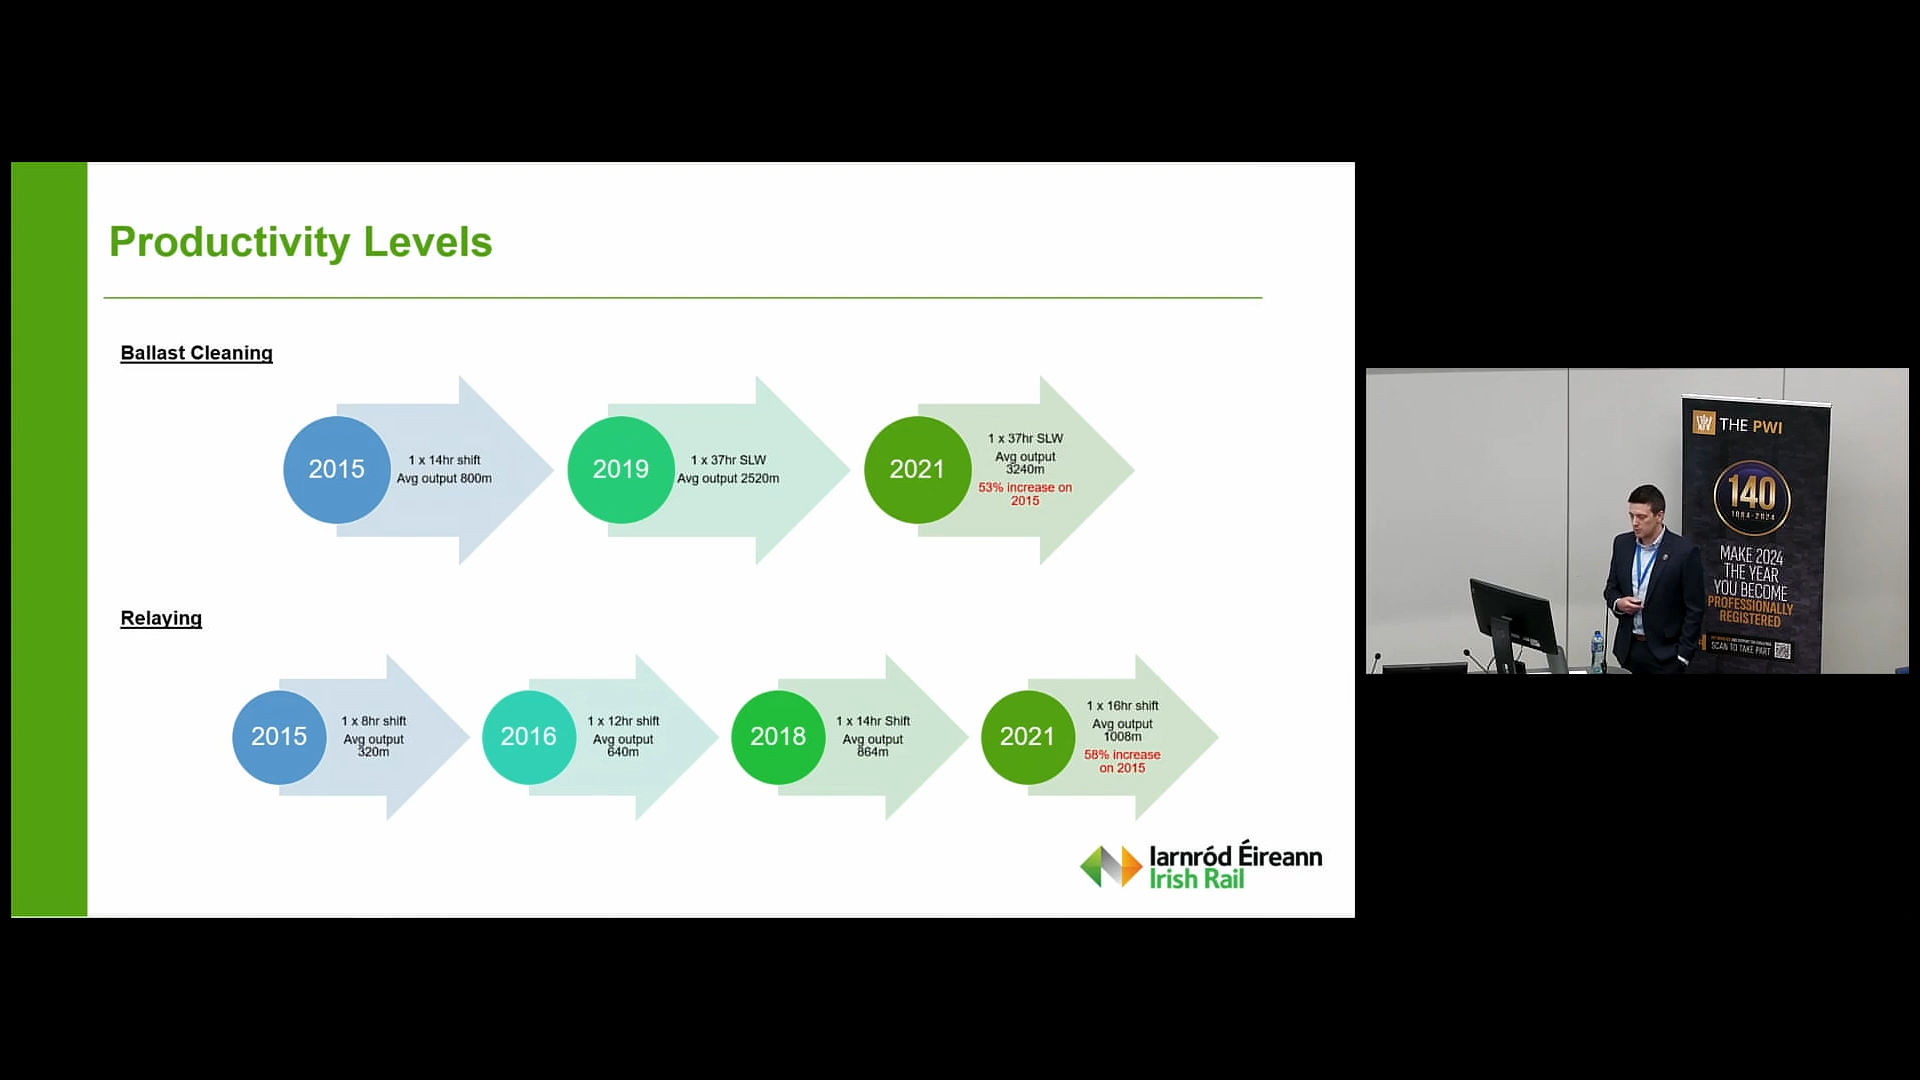 Productivity Levels
Ballast Cleaning
2015
1 x 14hr shift
Avg output 800m
2019
1 x 37hr SLW
Avg output 2520m
2021
1 x 37hr SLW
Avg output
3240m
53% increase on
2015
Relaying
2015
1 x 8hr shift
Avg output
320m
2016
1 x 12hr shift
Avg output
640m
2018
1 x 14hr Shift
Avg output
864m
2021
1 x 16hr shift
Avg output
1008m
58% increase
on 2015
Iarnród Éireann
Irish Rail
THE PWI
140
1884-2024
MAKE 2024
THE YEAR
YOU BECOME
PROFESSIONALLY
REGISTERED
SCAN TO TAKE PART